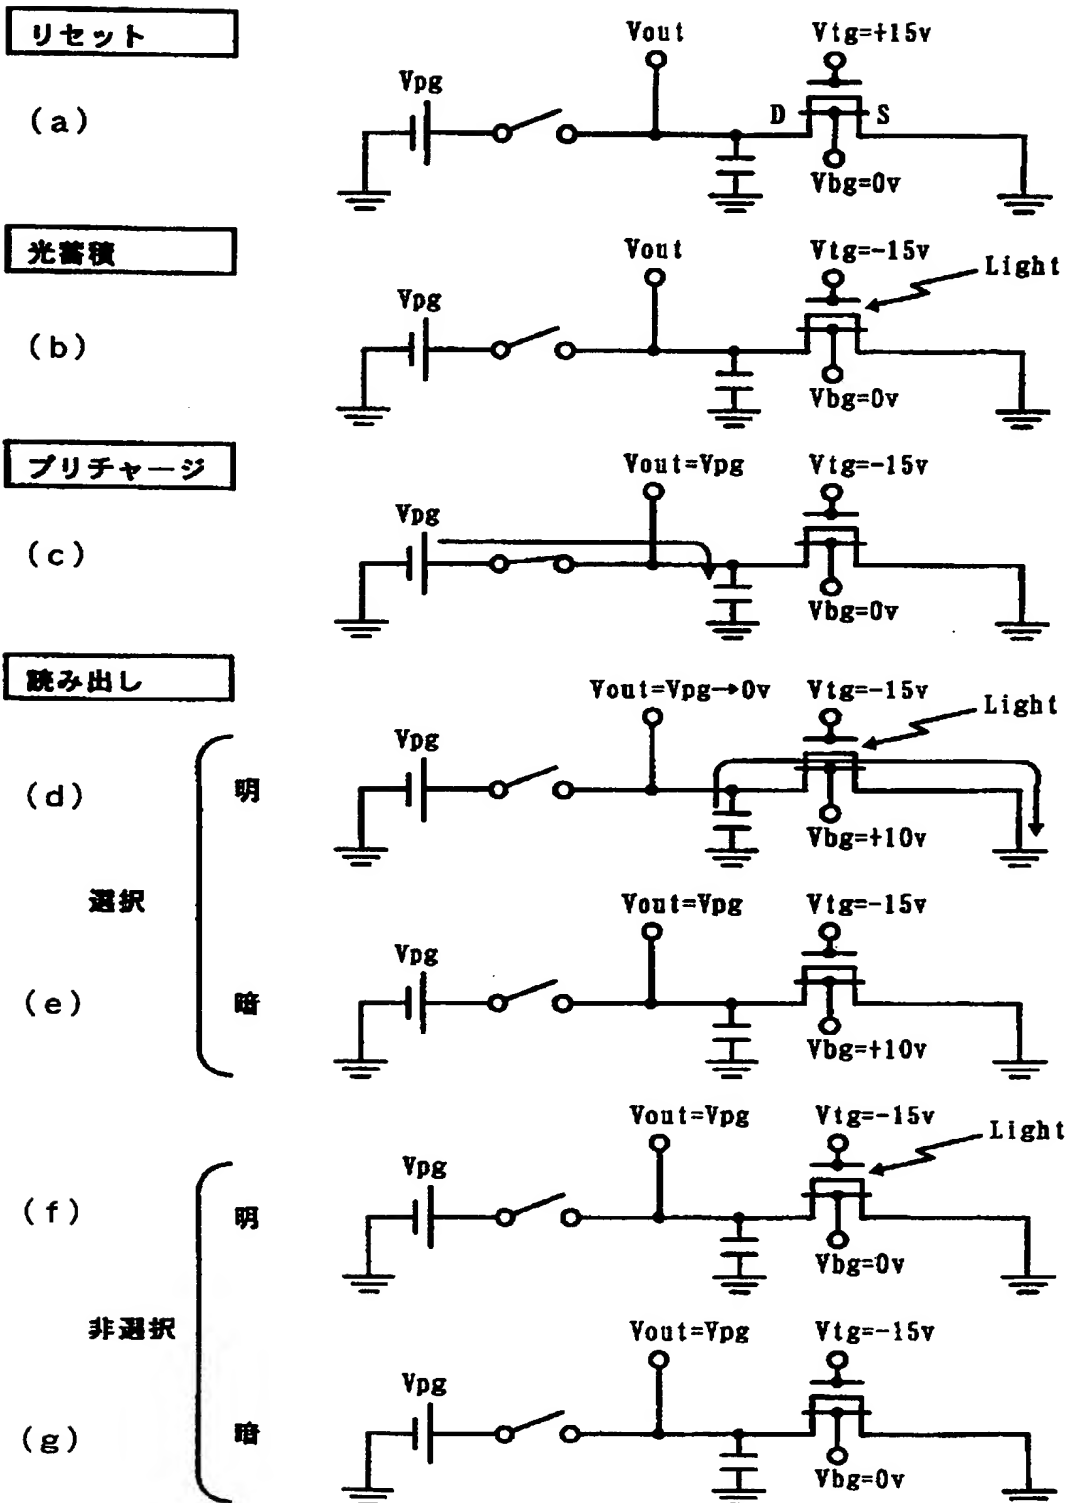 リセット
(a)
Vpg
Vout
Vtg=+15v
D
S
Vbg=0v
光蓄積
(b)
Vpg
Vout
Vtg=-15v
Light
Vbg=0v
プリチャージ
(c)
Vpg
Vout=Vpg
Vtg=-15v
Vbg=0v
読み出し
選択
(d)
明
Vpg
Vout=Vpg→0v
Vtg=-15v
Light
Vbg=+10v
(e)
暗
Vpg
Vout=Vpg
Vtg=-15v
Vbg=+10v
非選択
(f)
明
Vpg
Vout=Vpg
Vtg=-15v
Light
Vbg=0v
(g)
暗
Vpg
Vout=Vpg
Vtg=-15v
Vbg=0v